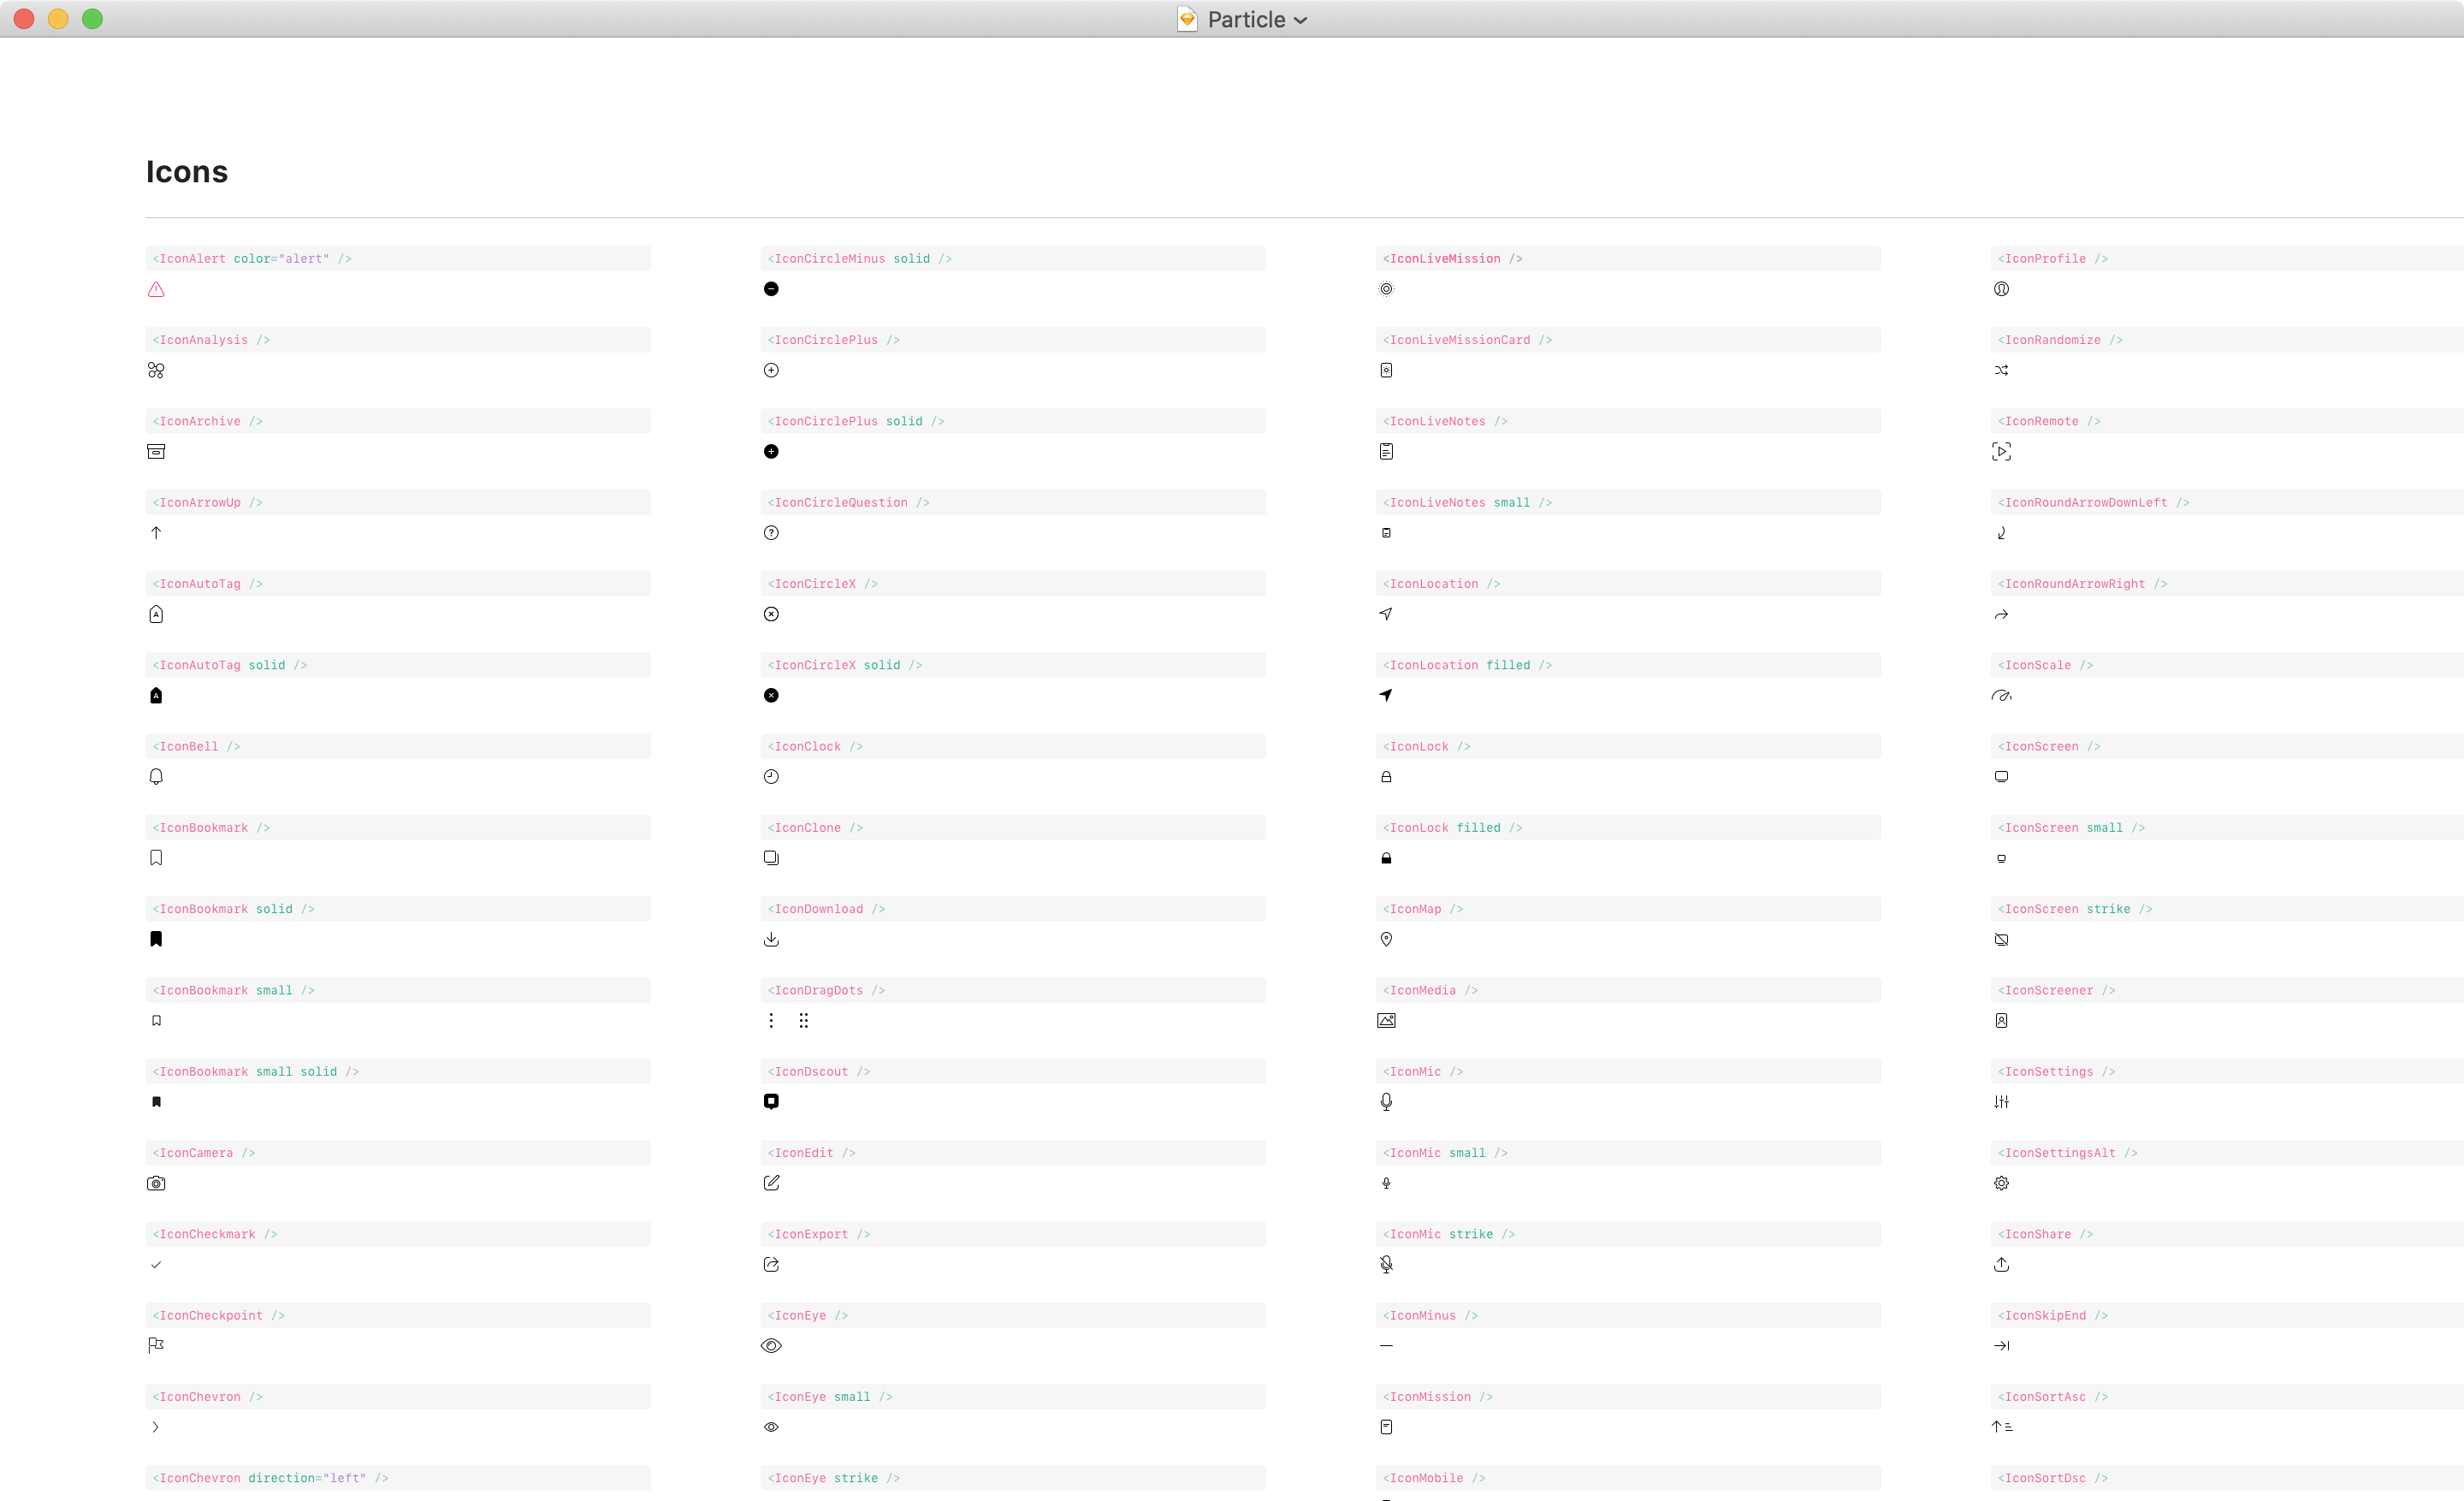 Particle
Icons
<IconAlert color="alert" />
<IconAnalysis />
<IconArchive />
<IconArrowUp />
<IconAutoTag />
<IconAutoTag solid />
<IconBell />
<IconBookmark />
<IconBookmark solid />
<IconBookmark small />
<IconBookmark small solid />
<IconCamera />
<IconCheckmark />
<IconCheckpoint />
<IconChevron />
<IconChevron direction="left" />
<IconCircleMinus solid />
<IconCirclePlus />
<IconCirclePlus solid />
<IconCircleQuestion />
<IconCircleX />
<IconCircleX solid />
<IconClock />
<IconClone />
<IconDownload />
<IconDragDots />
<IconDscout />
<IconEdit />
<IconExport />
<IconEye />
<IconEye small />
<IconEye strike />
<IconLiveMission />
<IconLiveMissionCard />
<IconLiveNotes />
<IconLiveNotes small />
<IconLocation />
<IconLocation filled />
<IconLock />
<IconLock filled />
<IconMap />
<IconMedia />
<IconMic />
<IconMic small />
<IconMic strike />
<IconMinus />
<IconMission />
<IconMobile />
<IconProfile />
<IconRandomize />
<IconRemote />
<IconRoundArrowDownLeft />
<IconRoundArrowRight />
<IconScale />
<IconScreen />
<IconScreen small />
<IconScreen strike />
<IconScreener />
<IconSettings />
<IconSettingsAlt />
<IconShare />
<IconSkipEnd />
<IconSortAsc />
<IconSortDsc />